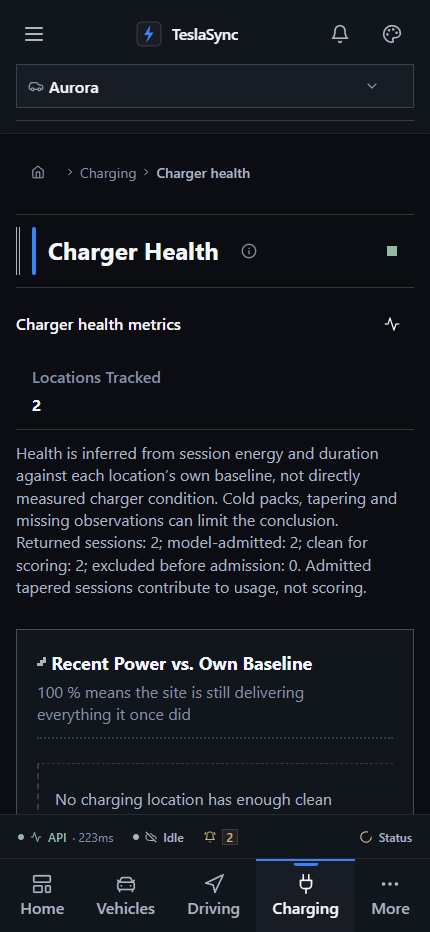 TeslaSync
Aurora
Charging
Charger health
Charger Health
Charger health metrics
Locations Tracked
2
Health is inferred from session energy and duration
against each location's own baseline, not directly
measured charger condition. Cold packs, tapering and
missing observations can limit the conclusion.
Returned sessions: 2; model-admitted: 2; clean for
scoring: 2; excluded before admission: 0. Admitted
tapered sessions contribute to usage, not scoring.
Recent Power vs. Own Baseline
100 % means the site is still delivering
everything it once did
No charging location has enough clean
API · 223ms
Idle
2
Status
Home
Vehicles
Driving
Charging
More